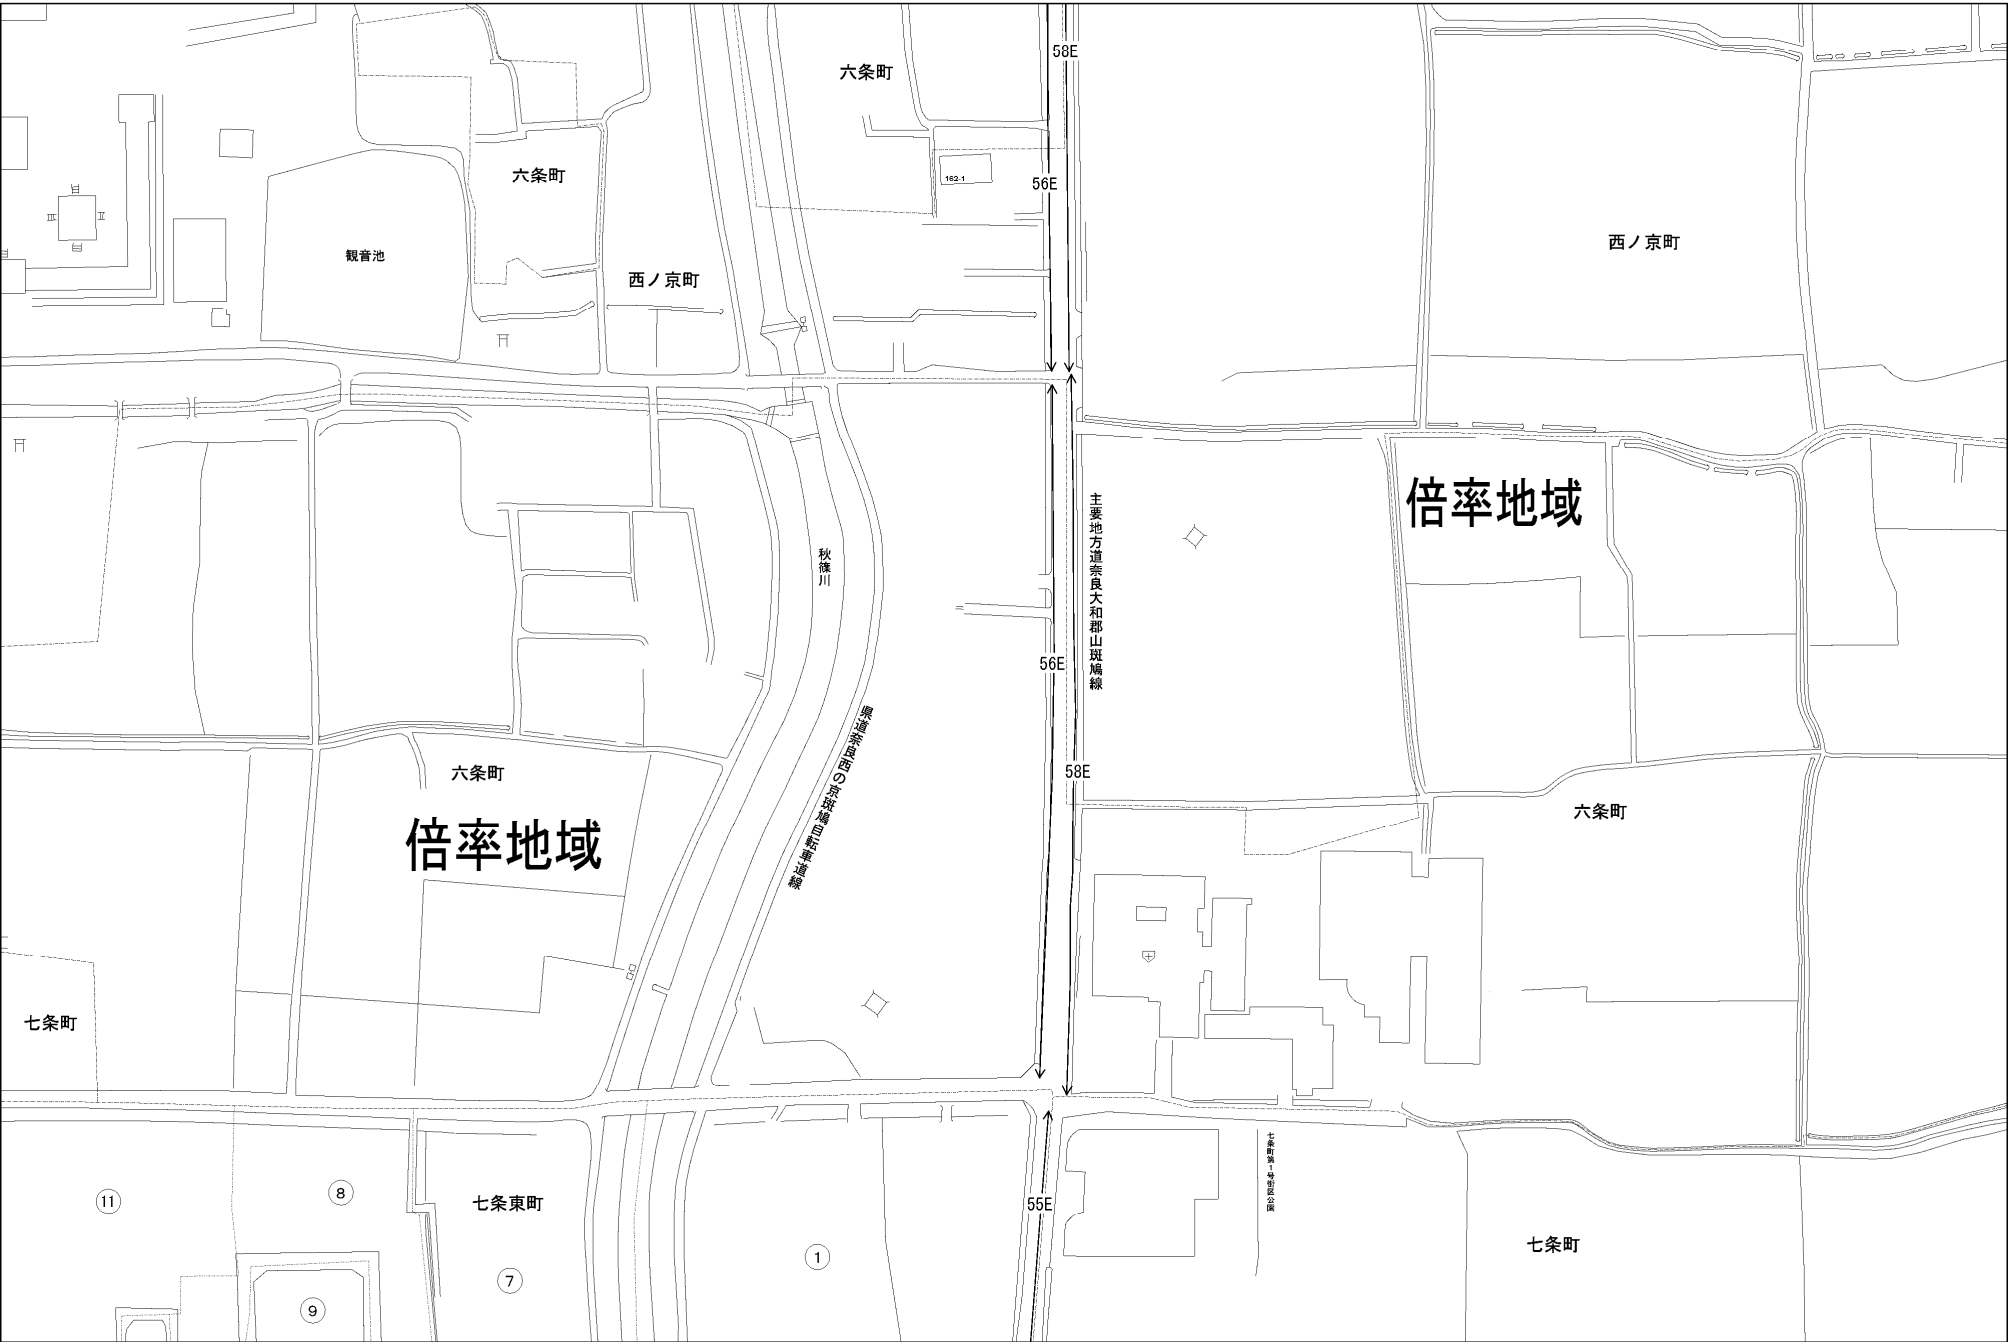 58E
六条町
162-1
六条町
56E
西ノ京町
観音池
西ノ京町
倍率地域
主要地方道奈良大和郡山斑鳩線
秋篠川
56E
県道奈良西の京斑鳩自転車道線
58E
六条町
倍率地域
六条町
七条町
七条町第1号街区公園
11
8
七条東町
55E
1
七条町
7
9